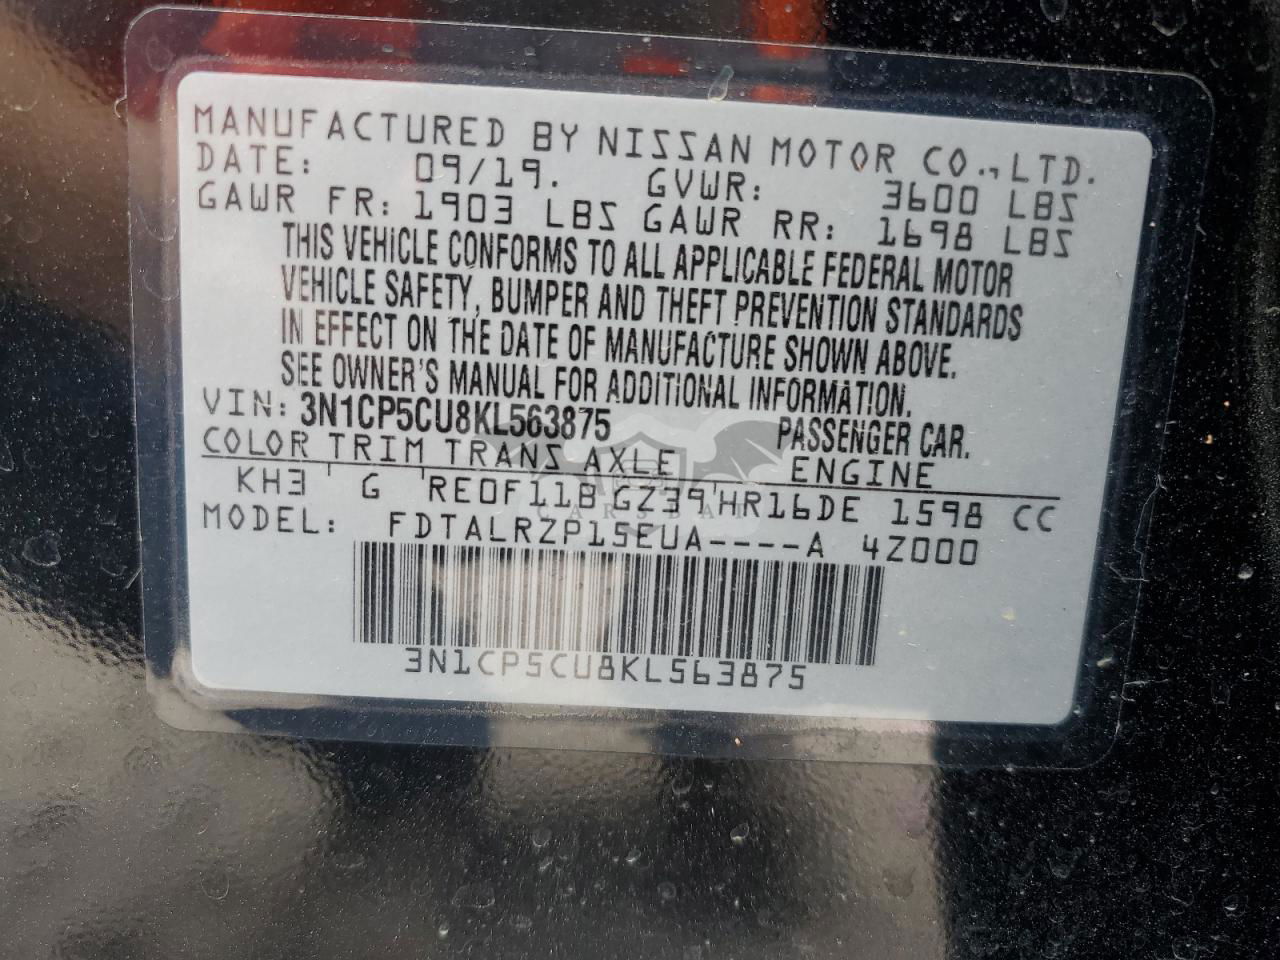 MANUFACTURED BY NISSAN MOTOR CO.,LTD.
DATE: 09/19. GVWR: 3600 LBS
GAWR FR: 1903 LBS GAWR RR: 1698 LBS
THIS VEHICLE CONFORMS TO ALL APPLICABLE FEDERAL MOTOR
VEHICLE SAFETY, BUMPER AND THEFT PREVENTION STANDARDS
IN EFFECT ON THE DATE OF MANUFACTURE SHOWN ABOVE.
SEE OWNER'S MANUAL FOR ADDITIONAL INFORMATION.
VIN: 3N1CP5CU8KL563875 PASSENGER CAR.
COLOR TRIM TRANS AXLE ENGINE
KH3 G RE0F11B GZ39 HR16DE 1598 CC
MODEL: FDTALRZP15EUA----A 4Z000
3N1CP5CU8KL563875